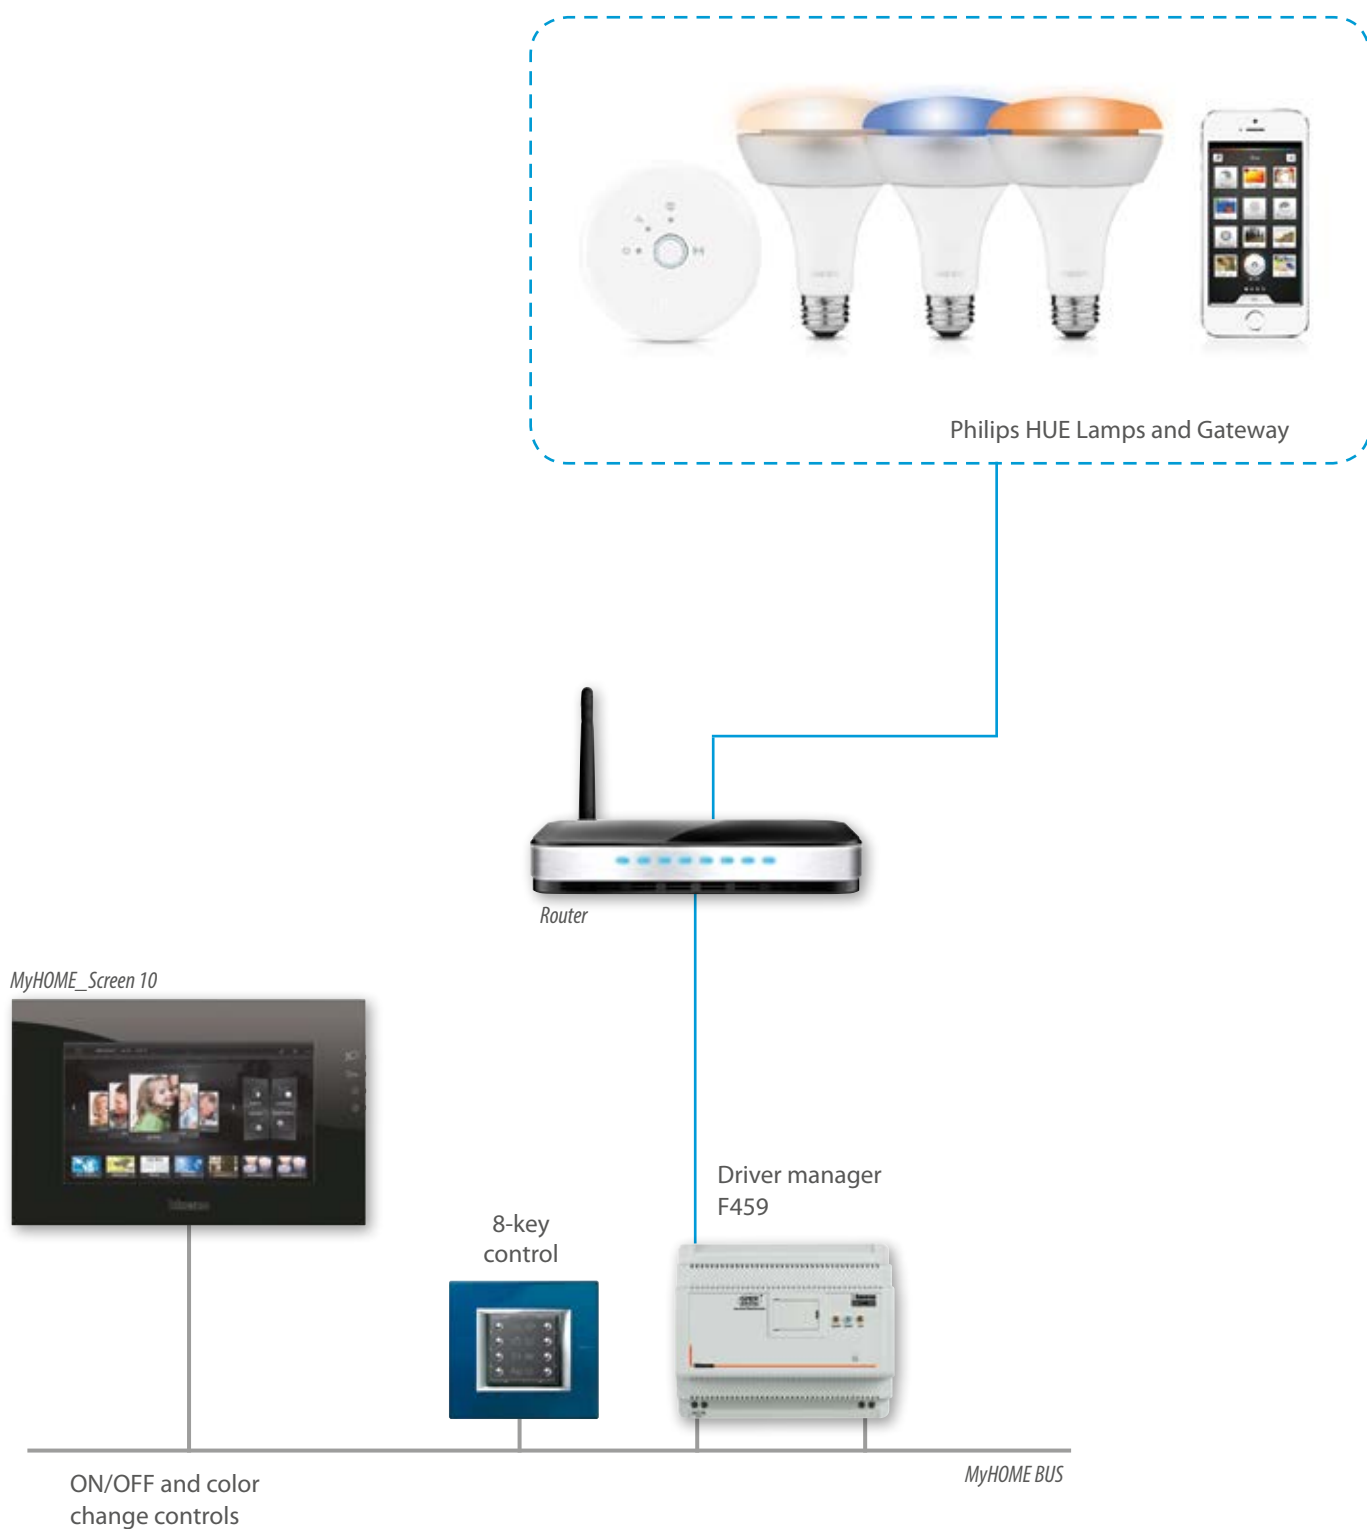 Philips HUE Lamps and Gateway
Router
MyHOME_Screen 10
Driver manager
F459
8-key
control
MyHOME BUS
ON/OFF and color
change controls